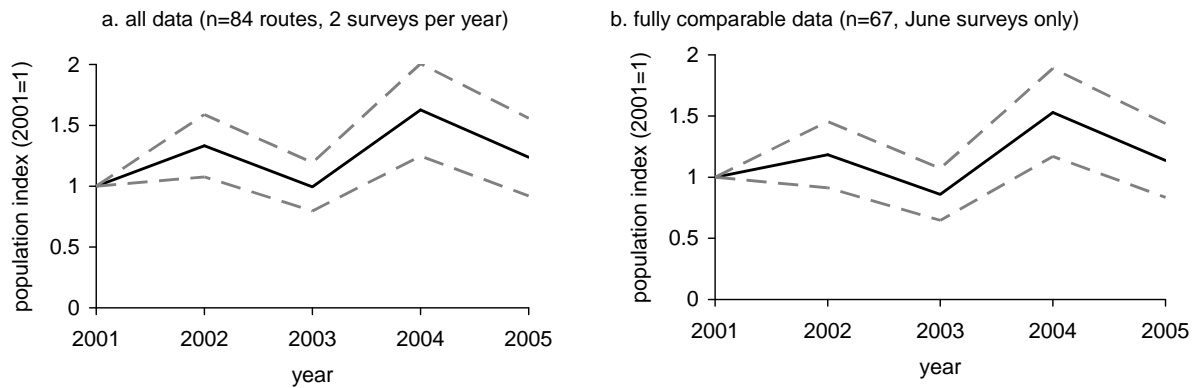 a. all data (n=84 routes, 2 surveys per year)
population index (2001=1)
2
1.5
1
0.5
0
2001 2002 2003 2004 2005
year
b. fully comparable data (n=67, June surveys only)
population index (2001=1)
2
1.5
1
0.5
0
2001 2002 2003 2004 2005
year